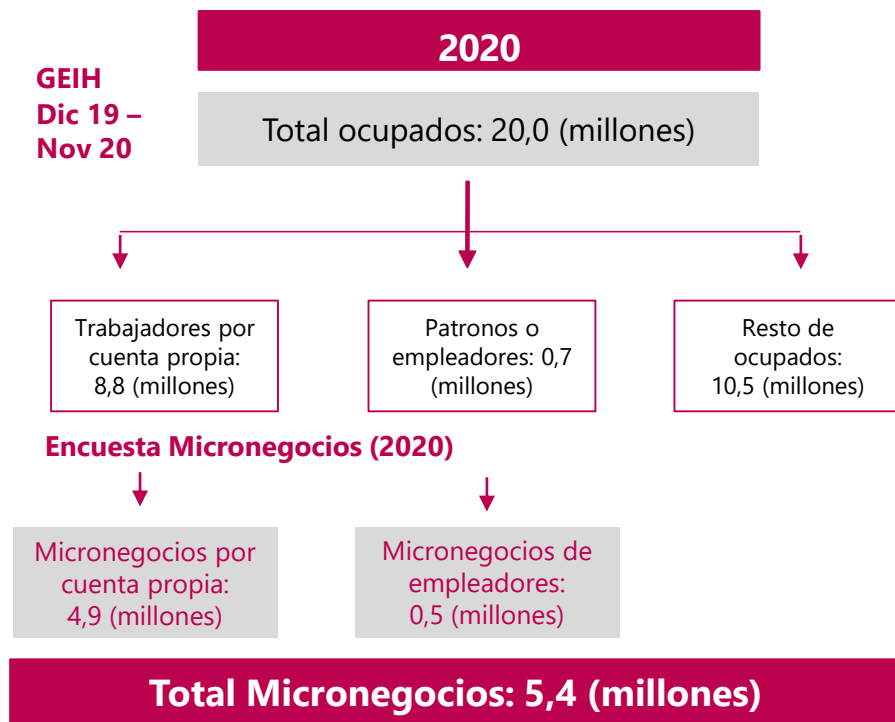 2020
GEIH
Dic 19 –
Nov 20
Total ocupados: 20,0 (millones)
Trabajadores por
cuenta propia:
8,8 (millones)
Patronos o
empleadores: 0,7
(millones)
Resto de
ocupados:
10,5 (millones)
Encuesta Micronegocios (2020)
Micronegocios por
cuenta propia:
4,9 (millones)
Micronegocios de
empleadores:
0,5 (millones)
Total Micronegocios: 5,4 (millones)